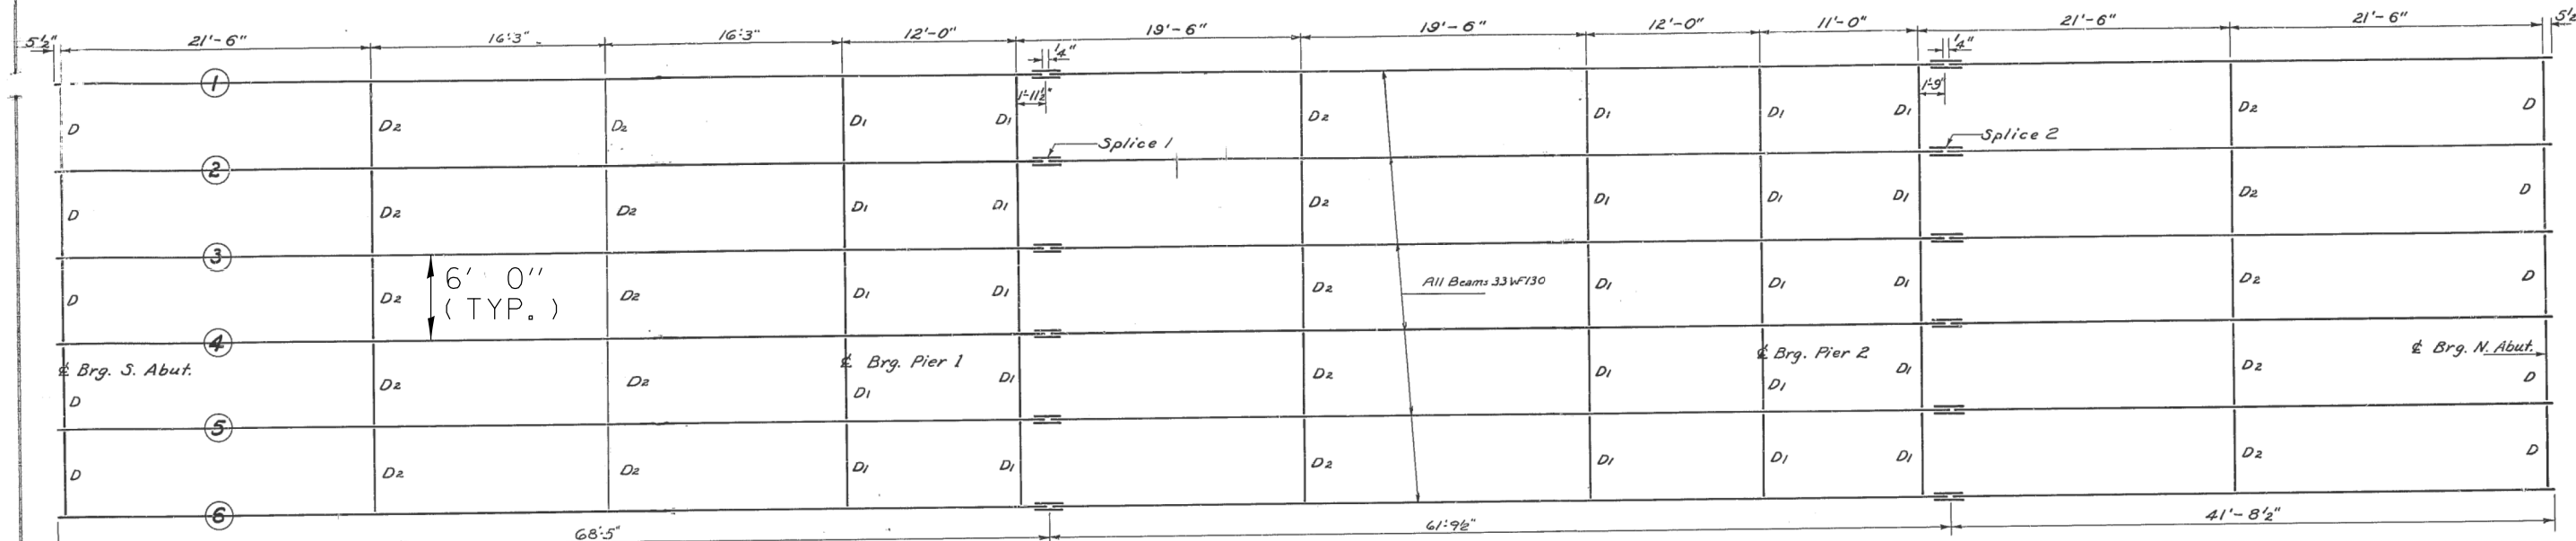 5½" 21'-6" 16'-3" 16'-3" 12'-0" 19'-6" 19'-6" 12'-0" 11'-0" 21'-6" 21'-6" 5½"
¼" ¼"
1
1'-11½" 1'-9"
D D2 D2 D1 D1 D2 D1 D1 D1 D2 D
Splice 1 Splice 2
2
D D2 D2 D1 D1 D2 D1 D1 D1 D2 D
3
6' 0"
(TYP.)
D D2 D2 D1 D1 D2 All Beams 33WF130 D1 D1 D1 D2 D
4
℄ Brg. S. Abut. ℄ Brg. Pier 1 ℄ Brg. Pier 2 ℄ Brg. N. Abut.
D D2 D2 D1 D1 D2 D1 D1 D1 D2 D
5
D D2 D2 D1 D1 D2 D1 D1 D1 D2 D
6
68'-5" 61'-9½" 41'-8½"